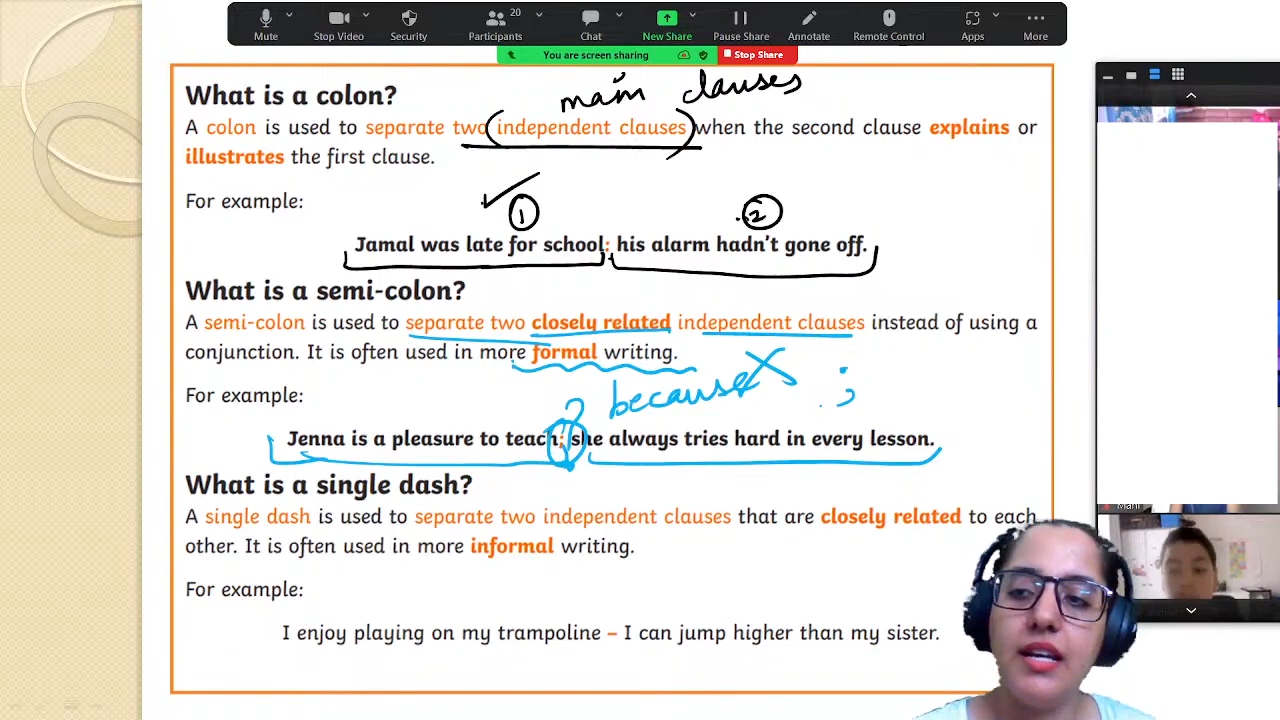 20
Mute
Stop Video
Security
Participants
Chat
New Share
Pause Share
Annotate
Remote Control
Apps
More
You are screen sharing
Stop Share
What is a colon?
main clauses
A colon is used to separate two independent clauses when the second clause explains or
illustrates the first clause.
For example:
1
2
Jamal was late for school: his alarm hadn't gone off.
What is a semi-colon?
A semi-colon is used to separate two closely related independent clauses instead of using a
conjunction. It is often used in more formal writing.
For example:
because
;
Jenna is a pleasure to teach; she always tries hard in every lesson.
What is a single dash?
A single dash is used to separate two independent clauses that are closely related to each
other. It is often used in more informal writing.
For example:
I enjoy playing on my trampoline – I can jump higher than my sister.